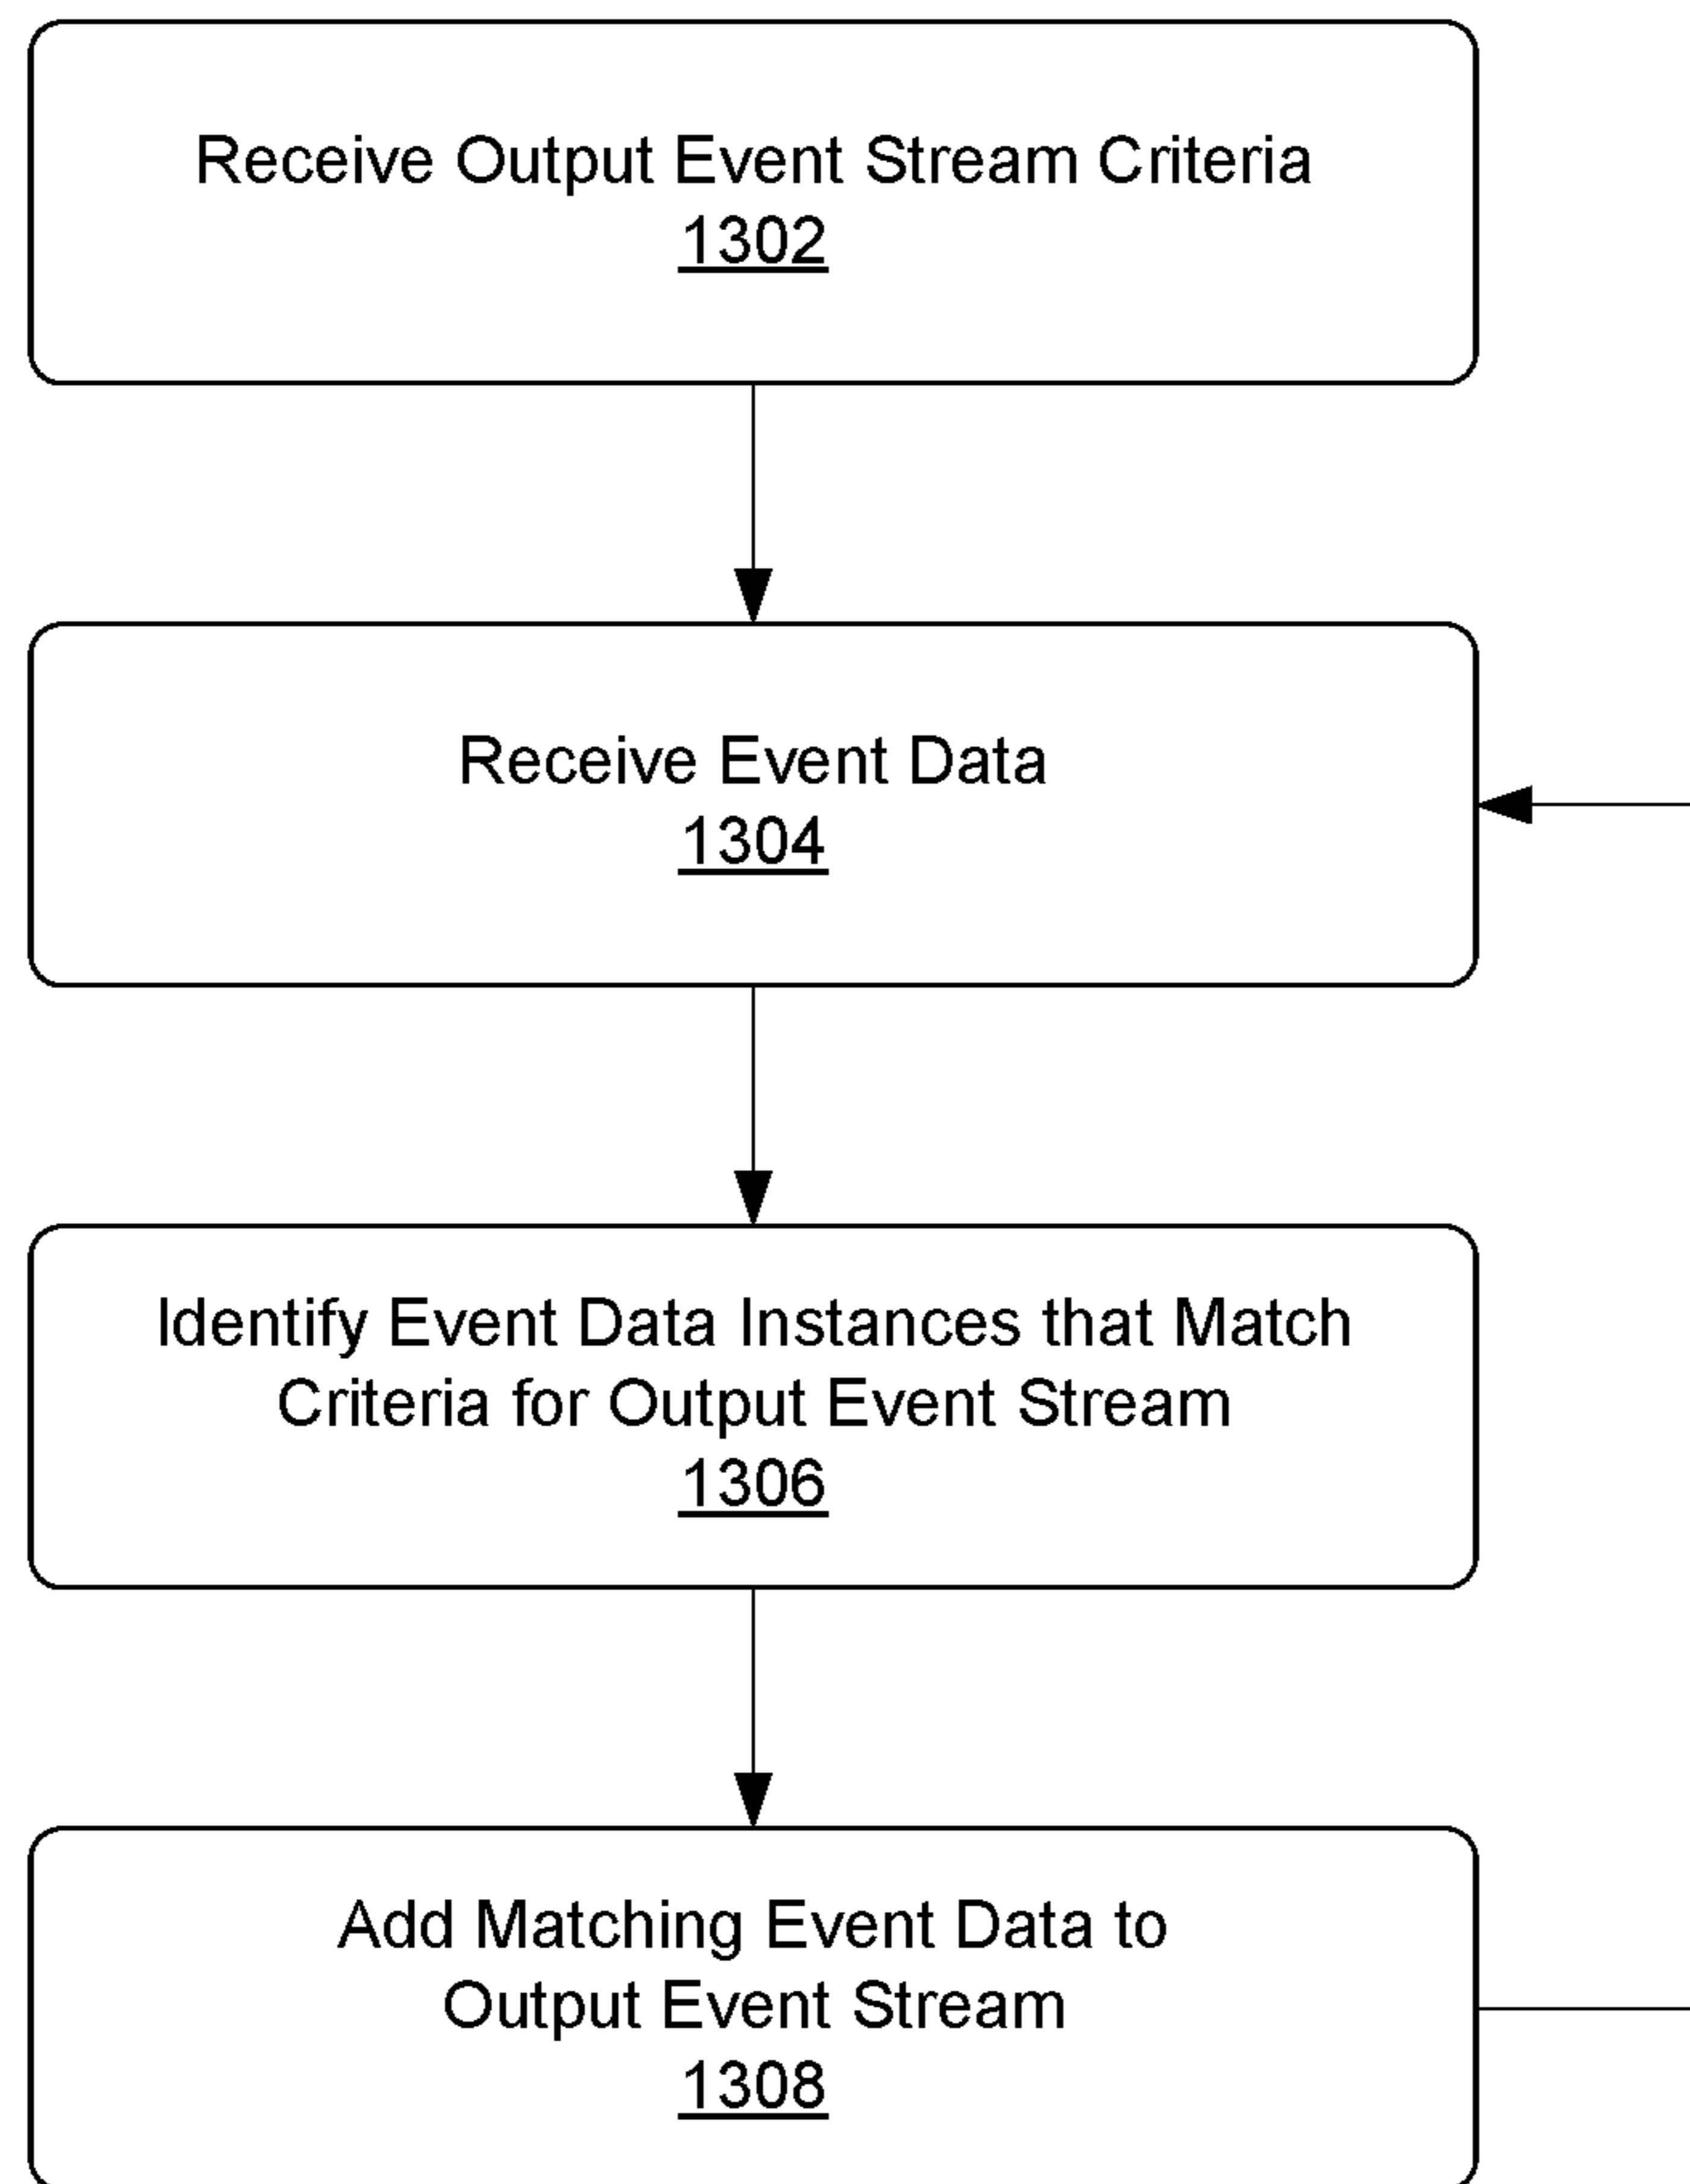 Receive Output Event Stream Criteria
1302
Receive Event Data
1304
Identify Event Data Instances that Match
Criteria for Output Event Stream
1306
Add Matching Event Data to
Output Event Stream
1308